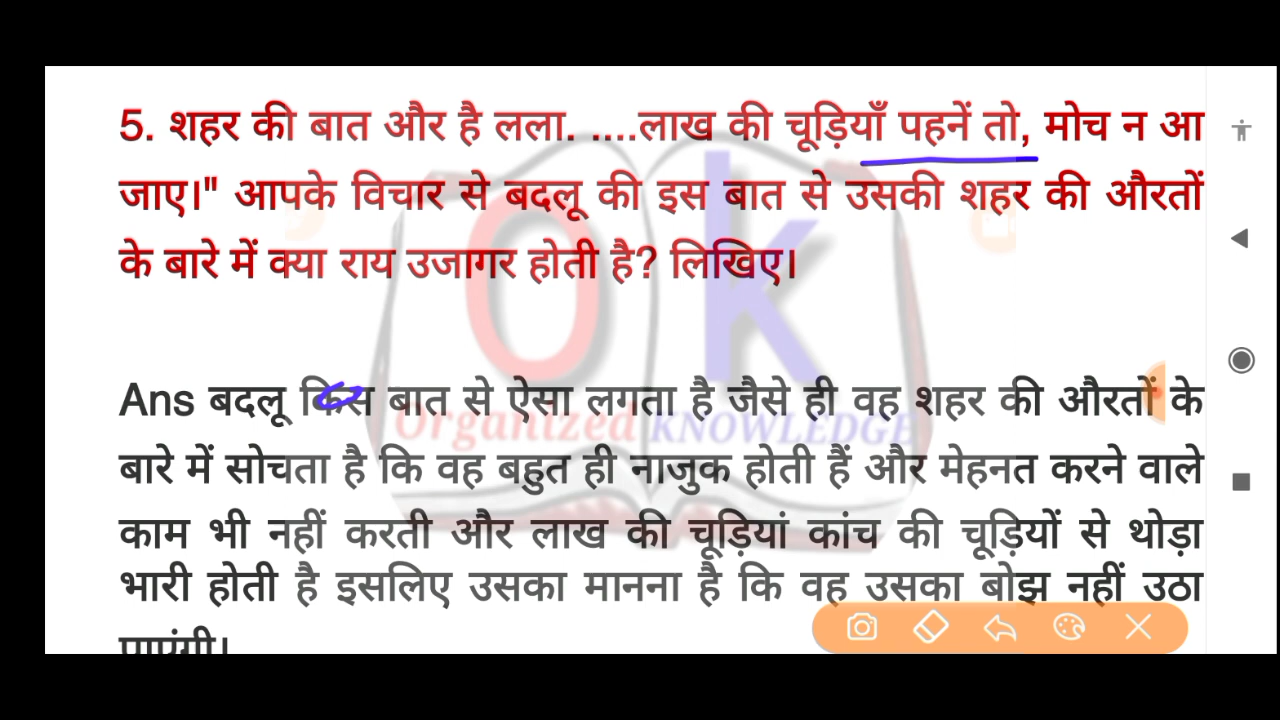 5. शहर की बात और है लला. ....लाख की चूड़ियाँ पहनें तो, मोच न आ
जाए।" आपके विचार से बदलू की इस बात से उसकी शहर की औरतों
के बारे में क्या राय उजागर होती है? लिखिए।
Ok
Ans बदलू किस बात से ऐसा लगता है जैसे ही वह शहर की औरतों के
Organized KNOWLEDGE
बारे में सोचता है कि वह बहुत ही नाजुक होती हैं और मेहनत करने वाले
काम भी नहीं करती और लाख की चूड़ियां कांच की चूड़ियों से थोड़ा
भारी होती है इसलिए उसका मानना है कि वह उसका बोझ नहीं उठा
पाएंगी।